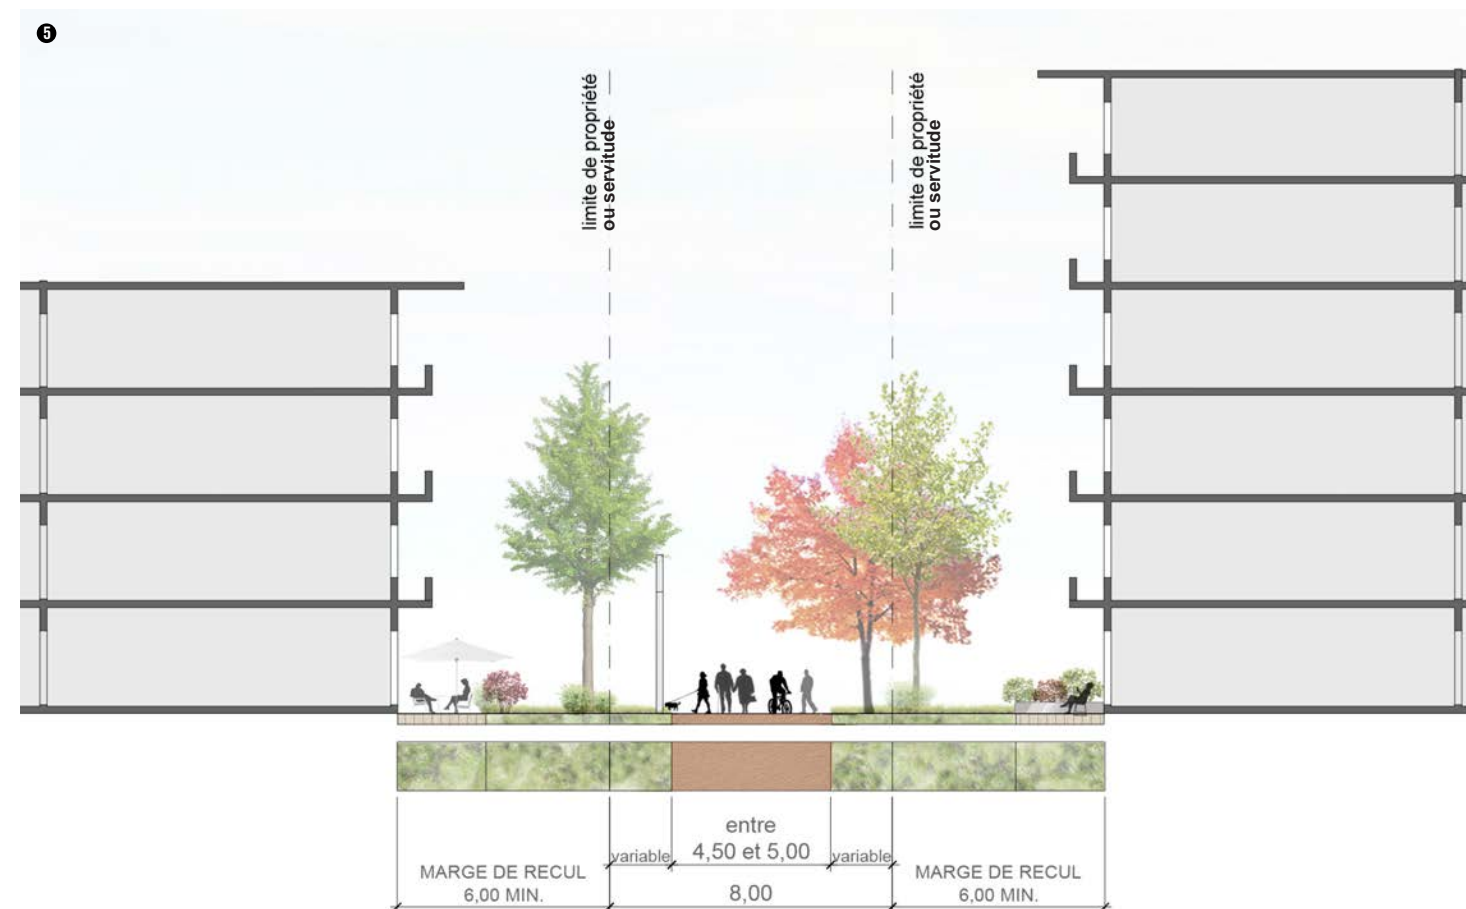 5
limite de propriété
ou servitude
limite de propriété
ou servitude
entre
variable 4,50 et 5,00 variable
MARGE DE RECUL
6,00 MIN.
8,00
MARGE DE RECUL
6,00 MIN.